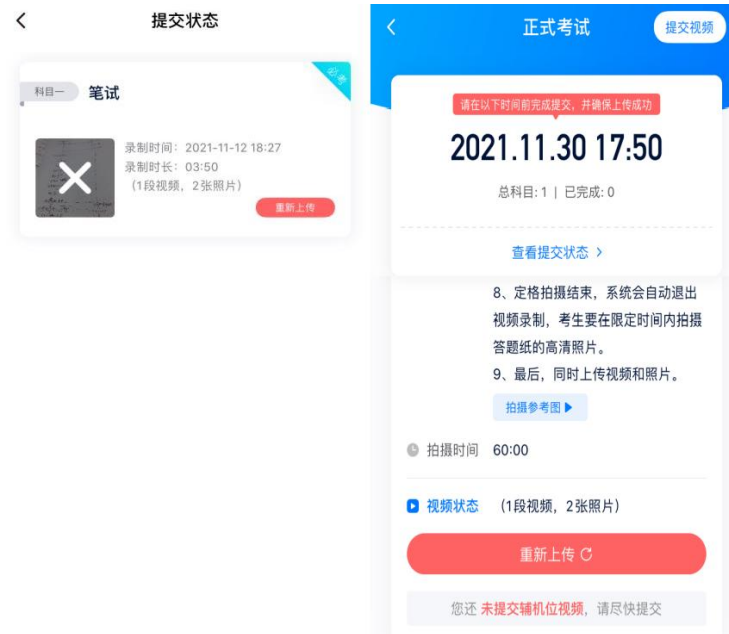 提交状态
必考
科目一 笔试
录制时间：2021-11-12 18:27
录制时长：03:50
（1段视频，2张照片）
重新上传
正式考试
提交视频
请在以下时间前完成提交，并确保上传成功
2021.11.30 17:50
总科目: 1 | 已完成: 0
查看提交状态
8、定格拍摄结束，系统会自动退出
视频录制，考生要在限定时间内拍摄
答题纸的高清照片。
9、最后，同时上传视频和照片。
拍摄参考图
拍摄时间 60:00
视频状态 （1段视频，2张照片）
重新上传
您还 未提交辅机位视频，请尽快提交